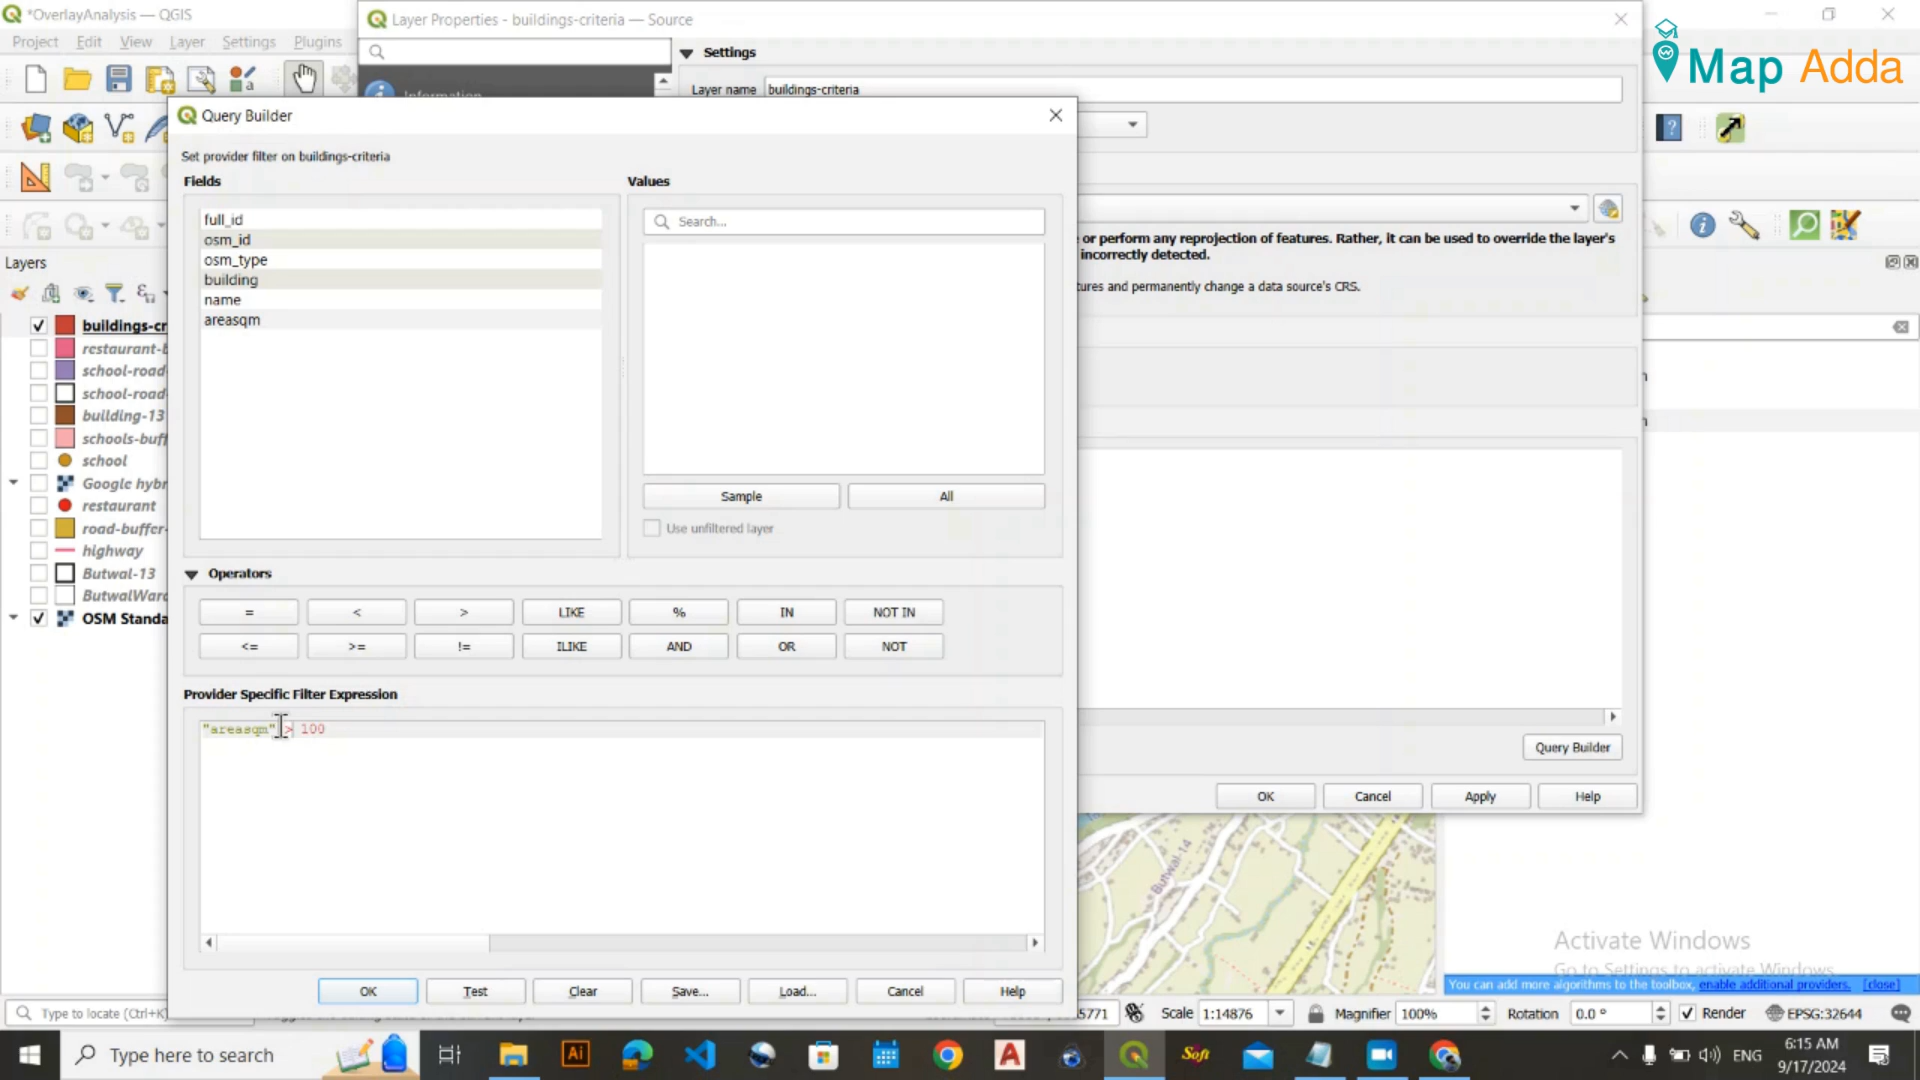 *OverlayAnalysis — QGIS
Project Edit View Layer Settings Plugins
Layer Properties - buildings-criteria — Source
Settings
Layer name buildings-criteria
Map Adda
Query Builder
Set provider filter on buildings-criteria
Fields
full_id
osm_id
osm_type
building
name
areasqm
Values
Search...
Sample All
Use unfiltered layer
Operators
= < > LIKE % IN NOT IN
<= >= != ILIKE AND OR NOT
Provider Specific Filter Expression
"areasqm" > 100
OK Test Clear Save... Load... Cancel Help
or perform any reprojection of features. Rather, it can be used to override the layer's
incorrectly detected.
tures and permanently change a data source's CRS.
Query Builder
OK Cancel Apply Help
Layers
buildings-cr
restaurant-b
school-road
school-road
building-13
schools-buff
school
Google hybr
restaurant
road-buffer-
highway
Butwal-13
ButwalWard
OSM Standa
Butwal-14
Activate Windows
Go to Settings to activate Windows.
You can add more algorithms to the toolbox, enable additional providers. [close]
Type to locate (Ctrl+K)
5771 Scale 1:14876 Magnifier 100% Rotation 0.0 ° Render EPSG:32644
Type here to search
Ai
A
Soft
ENG
6:15 AM
9/17/2024